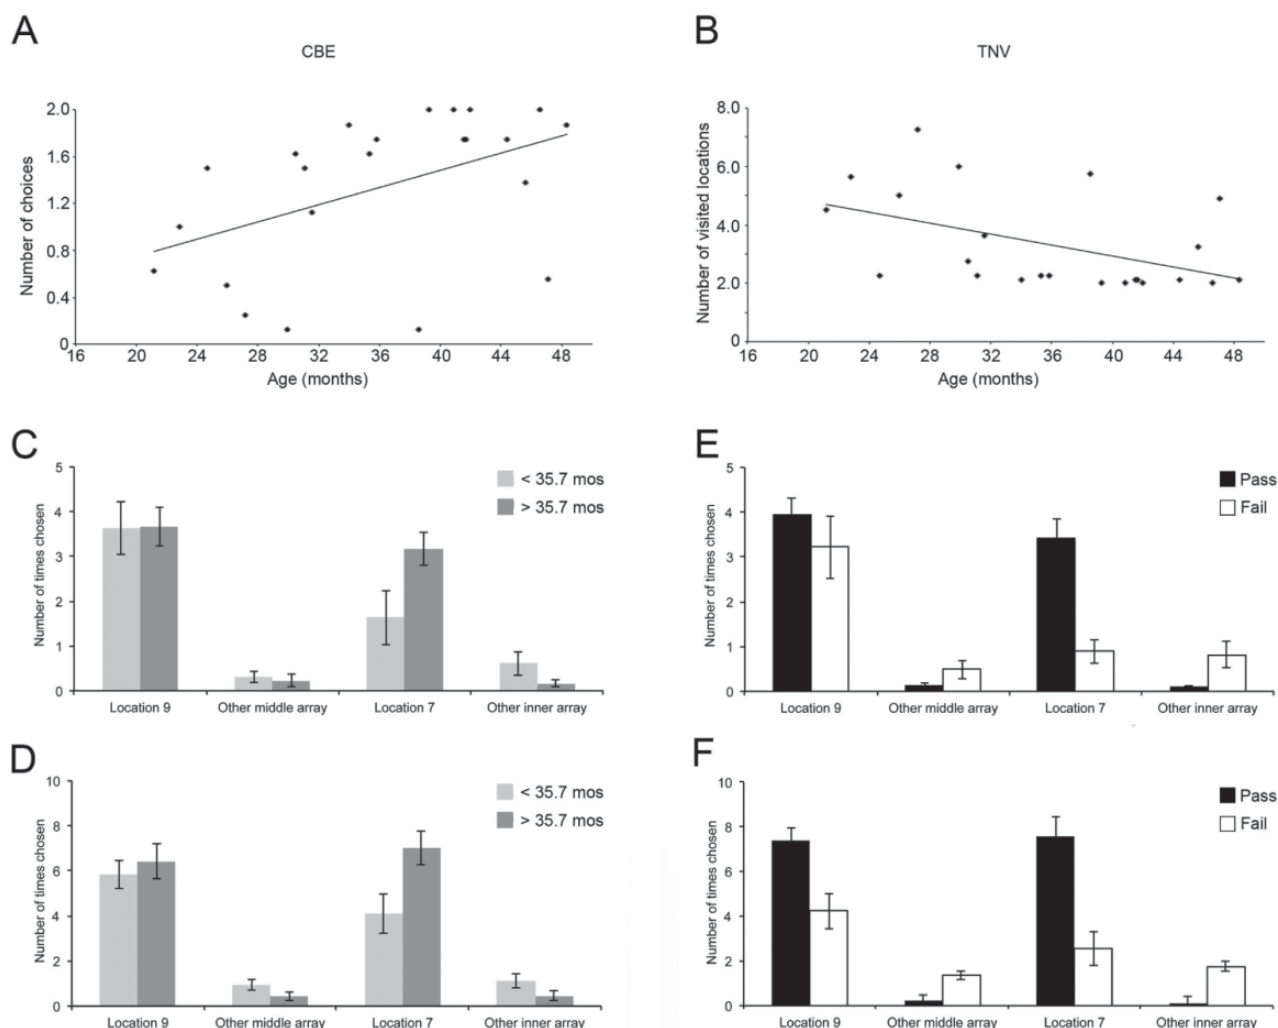 A
CBE
Number of choices
2.0
1.6
1.2
0.8
0.4
0
16 20 24 28 32 36 40 44 48
Age (months)
B
TNV
Number of visited locations
8.0
6.0
4.0
2.0
0
16 20 24 28 32 36 40 44 48
Age (months)
C
Number of times chosen
5
4
3
2
1
0
< 35.7 mos
> 35.7 mos
Location 9 Other middle array Location 7 Other inner array
E
Number of times chosen
5
4
3
2
1
0
Pass
Fail
Location 9 Other middle array Location 7 Other inner array
D
Number of times chosen
10
8
6
4
2
0
< 35.7 mos
> 35.7 mos
Location 9 Other middle array Location 7 Other inner array
F
Number of times chosen
10
8
6
4
2
0
Pass
Fail
Location 9 Other middle array Location 7 Other inner array